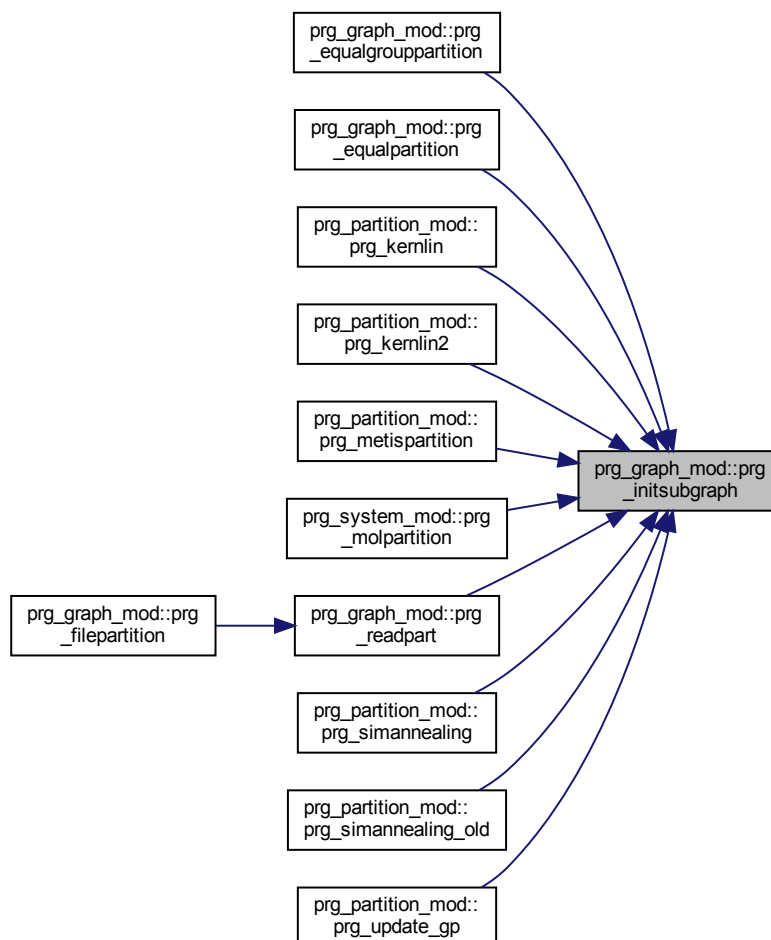 prg_graph_mod::prg
_equalgrouppartition
prg_graph_mod::prg
_equalpartition
prg_partition_mod::
prg_kernlin
prg_partition_mod::
prg_kernlin2
prg_partition_mod::
prg_metispartition
prg_graph_mod::prg
_initsubgraph
prg_system_mod::prg
_molpartition
prg_graph_mod::prg
_filepartition
prg_graph_mod::prg
_readpart
prg_partition_mod::
prg_simannealing
prg_partition_mod::
prg_simannealing_old
prg_partition_mod::
prg_update_gp